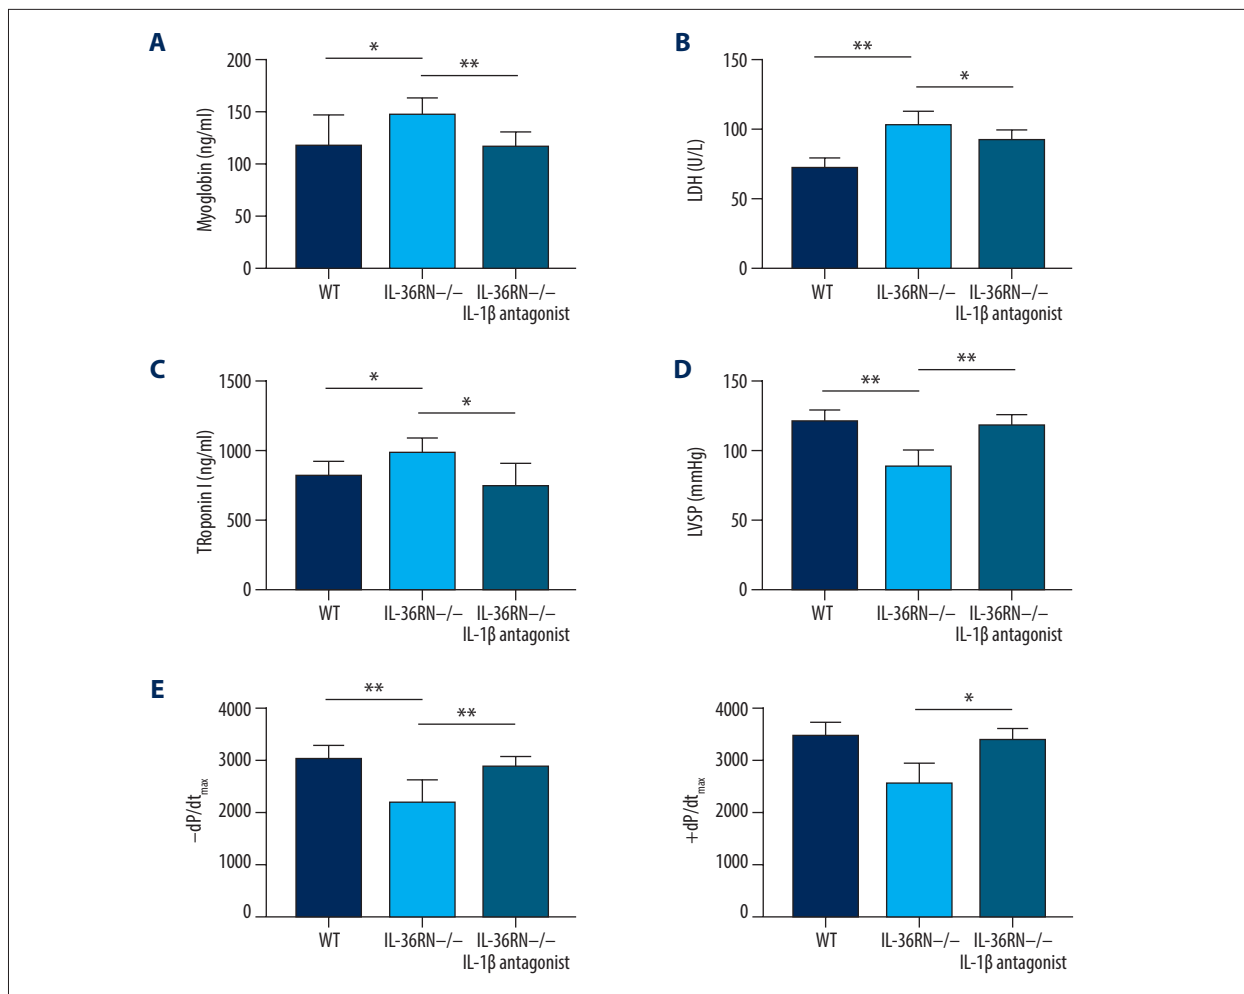 A
Myoglobin (ng/ml)
200
150
100
50
0
*
**
WT
IL-36RN–/–
IL-36RN–/–
IL-1β antagonist
B
LDH (U/L)
150
100
50
0
**
*
WT
IL-36RN–/–
IL-36RN–/–
IL-1β antagonist
C
TRoponin I (ng/ml)
1500
1000
500
0
*
*
WT
IL-36RN–/–
IL-36RN–/–
IL-1β antagonist
D
LVSP (mmHg)
150
100
50
0
**
**
WT
IL-36RN–/–
IL-36RN–/–
IL-1β antagonist
E
–dP/dtmax
4000
3000
2000
1000
0
**
**
WT
IL-36RN–/–
IL-36RN–/–
IL-1β antagonist
+dP/dtmax
4000
3000
2000
1000
0
*
WT
IL-36RN–/–
IL-36RN–/–
IL-1β antagonist